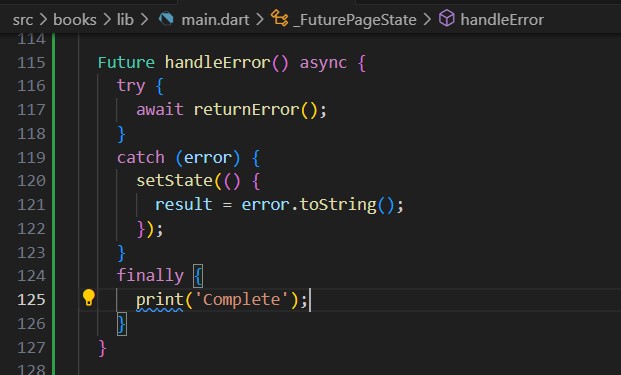 src > books > lib > main.dart > _FuturePageState > handleError
114
115 Future handleError() async {
116 try {
117 await returnError();
118 }
119 catch (error) {
120 setState(() {
121 result = error.toString();
122 });
123 }
124 finally {
125 print('Complete');
126 }
127 }
128